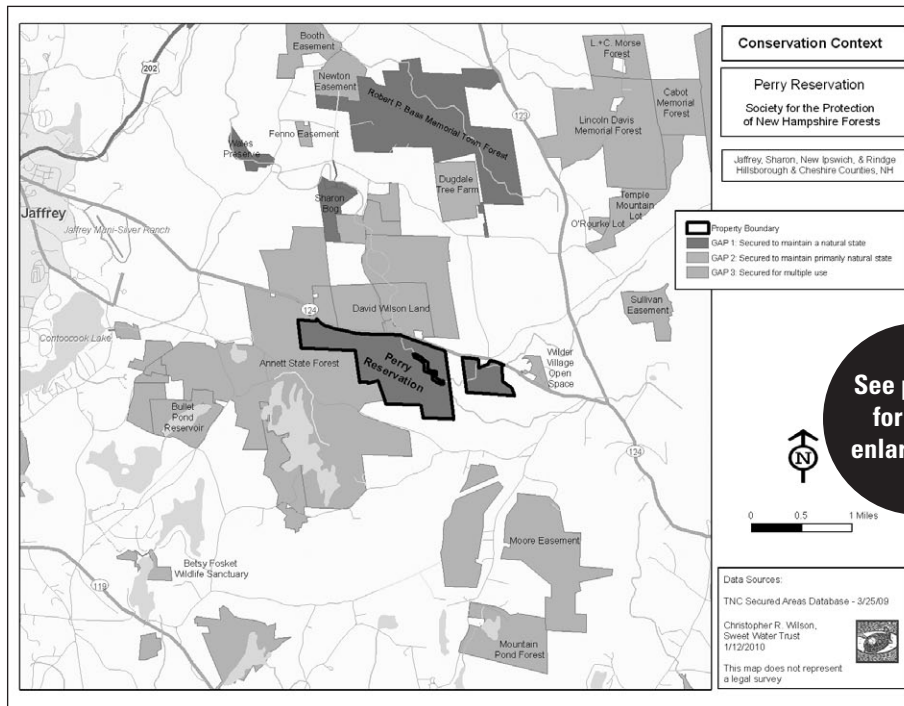 Booth
Easement
Newton
Easement
202
Robert P. Bass Memorial Town Forest
123
L.+C. Morse
Forest
Cabot
Memorial
Forest
Lincoln Davis
Memorial Forest
Fenno Easement
Wales
Preserve
Dugdale
Tree Farm
Sharon
Bog
Temple
Mountain
Lot
O'Rourke Lot
Jaffrey
Jaffrey Muni-Silver Ranch
124
David Wilson Land
Sullivan
Easement
Contoocook Lake
Annett State Forest
Perry
Reservation
Wilder
Village
Open
Space
Bullet
Pond
Reservoir
124
Moore Easement
Betsy Fosket
Wildlife Sanctuary
119
Mountain
Pond Forest
Conservation Context
Perry Reservation
Society for the Protection
of New Hampshire Forests
Jaffrey, Sharon, New Ipswich, & Rindge
Hillsborough & Cheshire Counties, NH
Property Boundary
GAP 1: Secured to maintain a natural state
GAP 2: Secured to maintain primarily natural state
GAP 3: Secured for multiple use
See
for
enlar
N
0 0.5 1 Miles
Data Sources:
TNC Secured Areas Database - 3/25/09
Christopher R. Wilson,
Sweet Water Trust
1/12/2010
This map does not represent
a legal survey